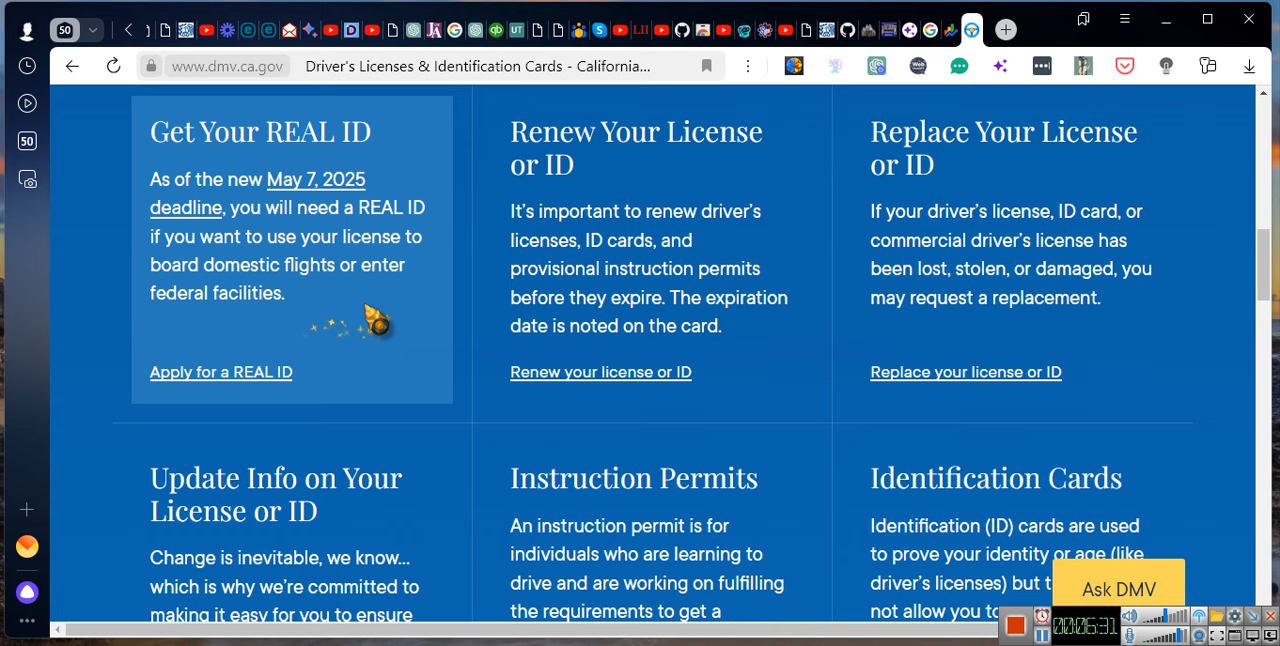 50
www.dmv.ca.gov
Driver's Licenses & Identification Cards - California...
50
Get Your REAL ID
As of the new May 7, 2025
deadline, you will need a REAL ID
if you want to use your license to
board domestic flights or enter
federal facilities.
Apply for a REAL ID
Renew Your License
or ID
It's important to renew driver's
licenses, ID cards, and
provisional instruction permits
before they expire. The expiration
date is noted on the card.
Renew your license or ID
Replace Your License
or ID
If your driver's license, ID card, or
commercial driver's license has
been lost, stolen, or damaged, you
may request a replacement.
Replace your license or ID
Update Info on Your
License or ID
Change is inevitable, we know...
which is why we're committed to
making it easy for you to ensure
Instruction Permits
An instruction permit is for
individuals who are learning to
drive and are working on fulfilling
the requirements to get a
Identification Cards
Identification (ID) cards are used
to prove your identity or age (like
driver's licenses) but t
not allow you to
Ask DMV
00:06:31